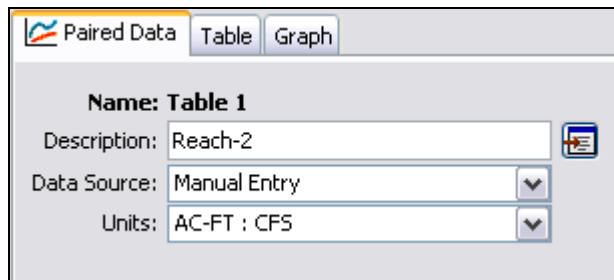 Paired Data Table Graph
Name: Table 1
Description: Reach-2
Data Source: Manual Entry
Units: AC-FT : CFS